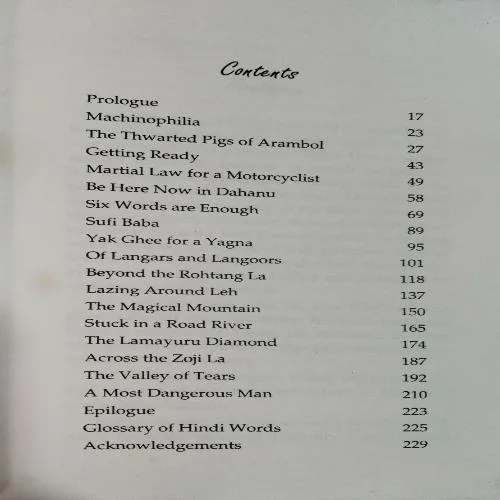 Contents
Prologue 17
Machinophilia 23
The Thwarted Pigs of Arambol 27
Getting Ready 43
Martial Law for a Motorcyclist 49
Be Here Now in Dahanu 58
Six Words are Enough 69
Sufi Baba 89
Yak Ghee for a Yagna 95
Of Langars and Langoors 101
Beyond the Rohtang La 118
Lazing Around Leh 137
The Magical Mountain 150
Stuck in a Road River 165
The Lamayuru Diamond 174
Across the Zoji La 187
The Valley of Tears 192
A Most Dangerous Man 210
Epilogue 223
Glossary of Hindi Words 225
Acknowledgements 229